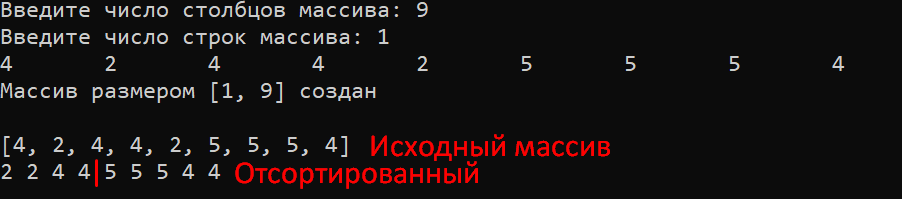 Введите число столбцов массива: 9
Введите число строк массива: 1
4 2 4 4 2 5 5 5 4
Массив размером [1, 9] создан
[4, 2, 4, 4, 2, 5, 5, 5, 4] Исходный массив
2 2 4 4|5 5 5 4 4 Отсортированный